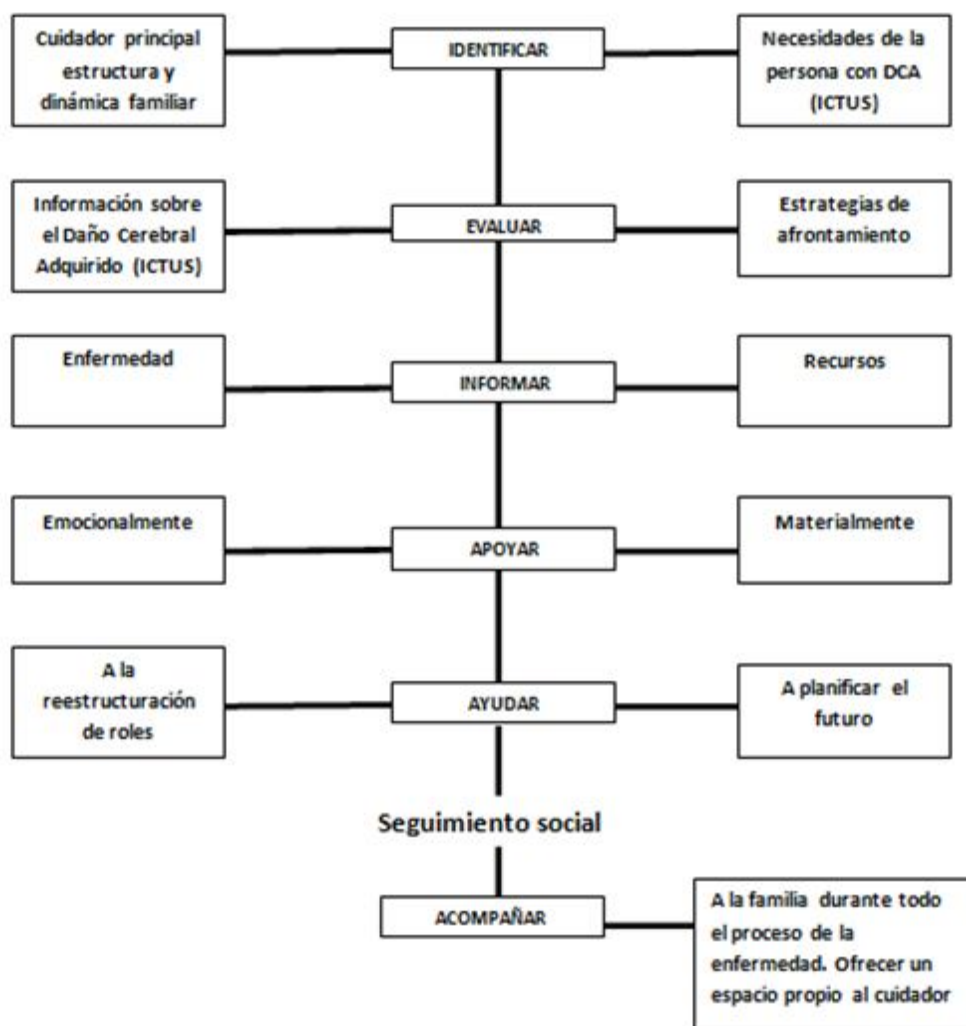 Cuidador principal
estructura y
dinámica familiar
IDENTIFICAR
Necesidades de la
persona con DCA
(ICTUS)
Información sobre
el Daño Cerebral
Adquirido (ICTUS)
EVALUAR
Estrategias de
afrontamiento
Enfermedad
INFORMAR
Recursos
Emocionalmente
APOYAR
Materialmente
A la
reestructuración
de roles
AYUDAR
A planificar el
futuro
Seguimiento social
ACOMPAÑAR
A la familia durante todo
el proceso de la
enfermedad. Ofrecer un
espacio propio al cuidador